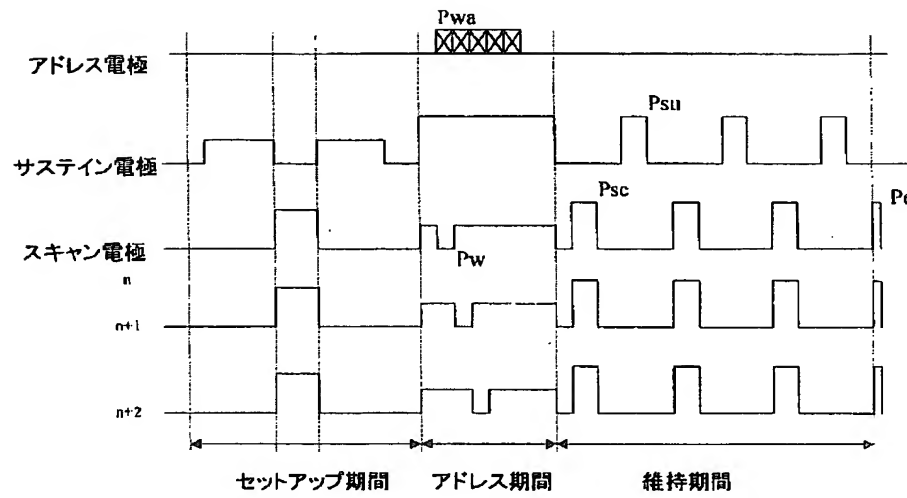 Pwa
アドレス電極
Psu
サステイン電極
Psc
Pe
スキャン電極
n
Pw
n+1
n+2
セットアップ期間
アドレス期間
維持期間